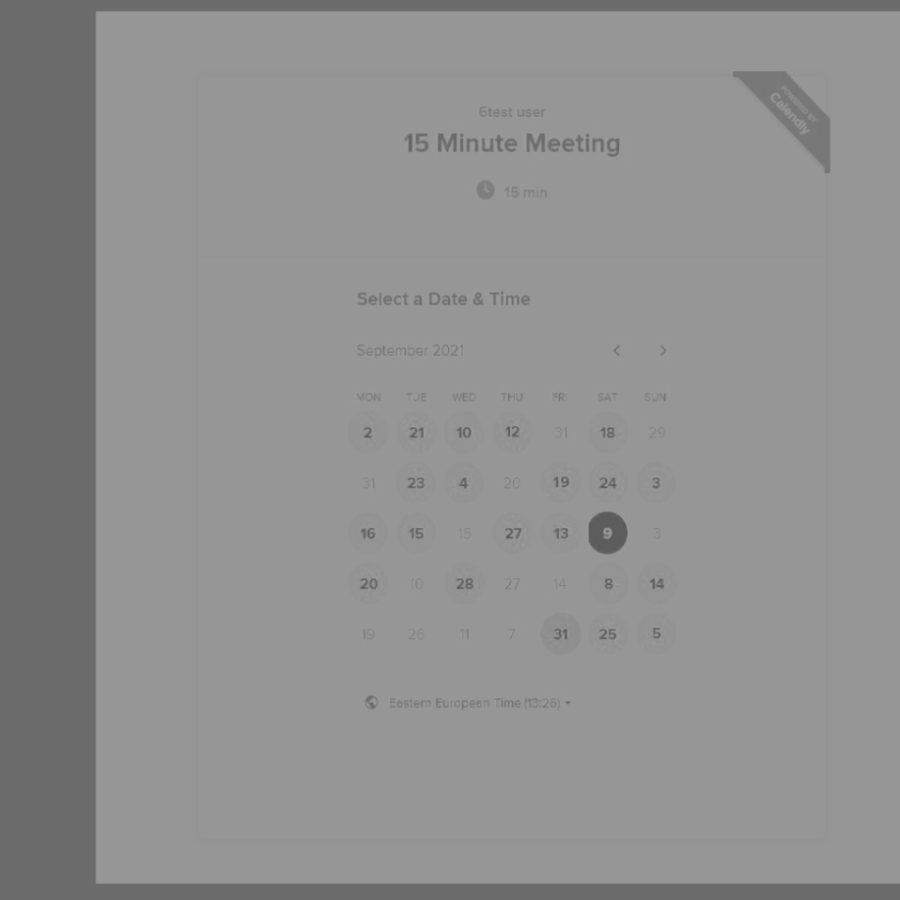 POWERED BY
Calendly
6test user
15 Minute Meeting
15 min
Select a Date & Time
September 2021
MON TUE WED THU FRI SAT SUN
2 21 10 12 31 18 29
31 23 4 20 19 24 3
16 15 15 27 13 9 3
20 10 28 27 14 8 14
19 26 11 7 31 25 5
Eastern European Time (13:26)